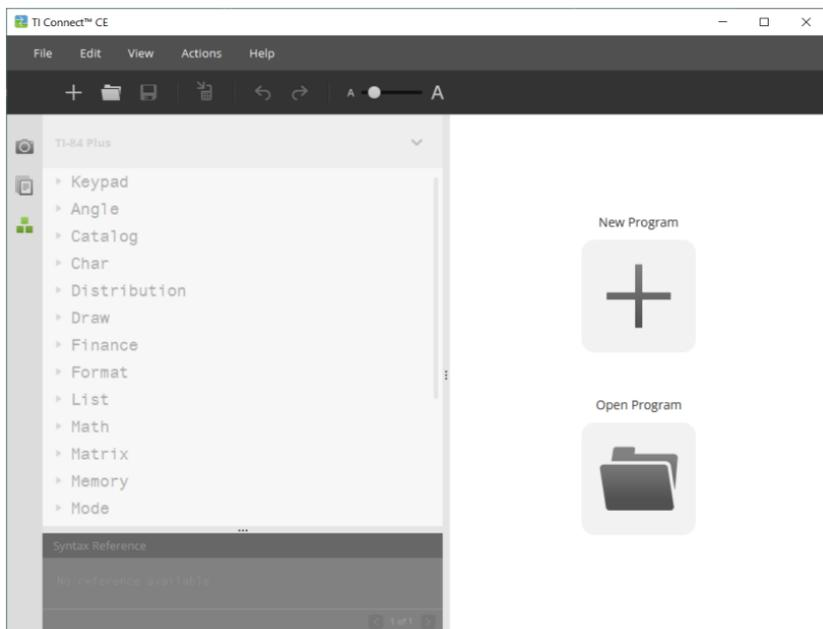 TI Connect™ CE
File Edit View Actions Help
A A
TI-84 Plus
Keypad
Angle
Catalog
Char
Distribution
Draw
Finance
Format
List
Math
Matrix
Memory
Mode
Syntax Reference
No reference available
1 of 1
New Program
Open Program